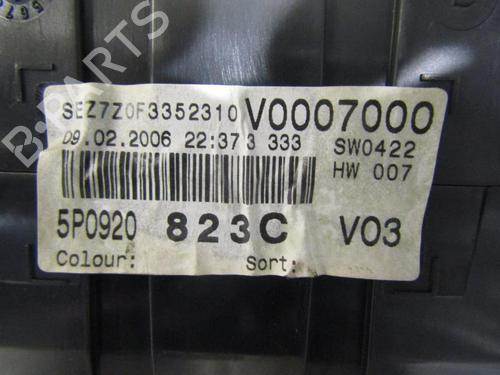 SEZ7Z0F3352310 V0007000
09.02.2006 22:37 3 333 SW0422
HW 007
5P0920 823C V03
Colour: Sort:
B-PARTS